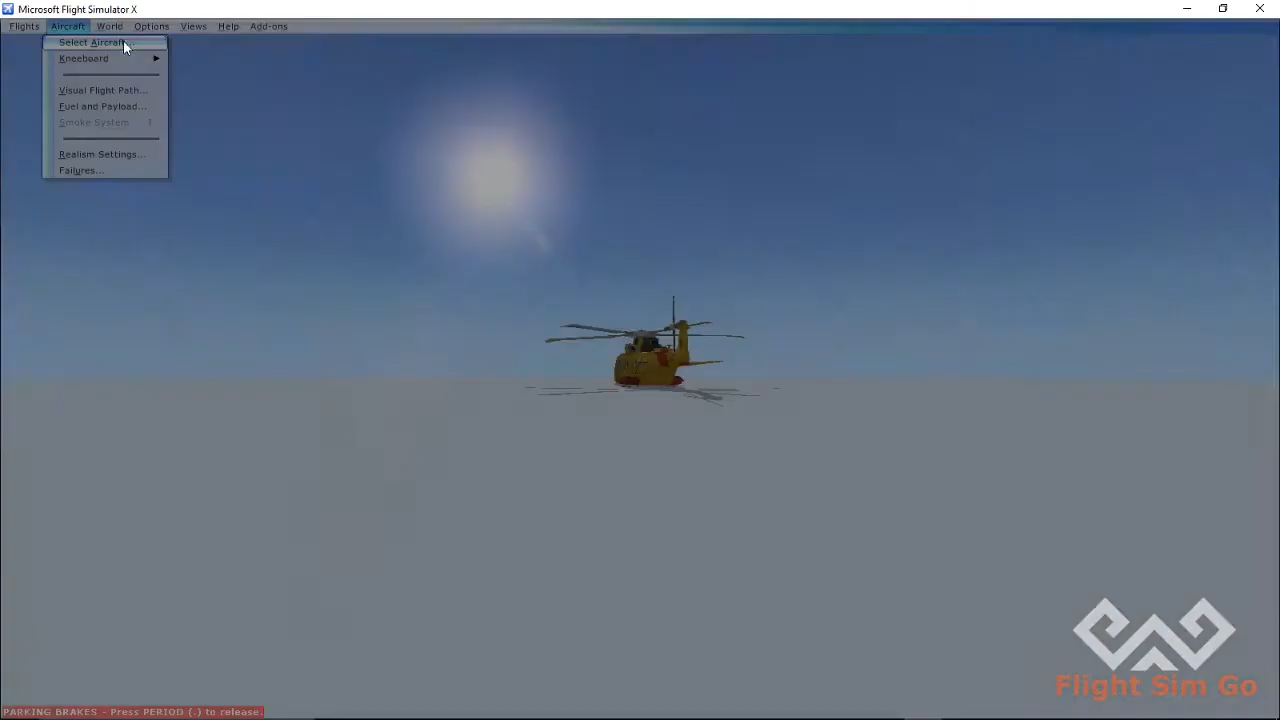 Microsoft Flight Simulator X
Flights Aircraft World Options Views Help Add-ons
Select Aircraft...
Kneeboard
Visual Flight Path...
Fuel and Payload...
Smoke System I
Realism Settings...
Failures...
Flight Sim Go
PARKING BRAKES - Press PERIOD (.) to release.